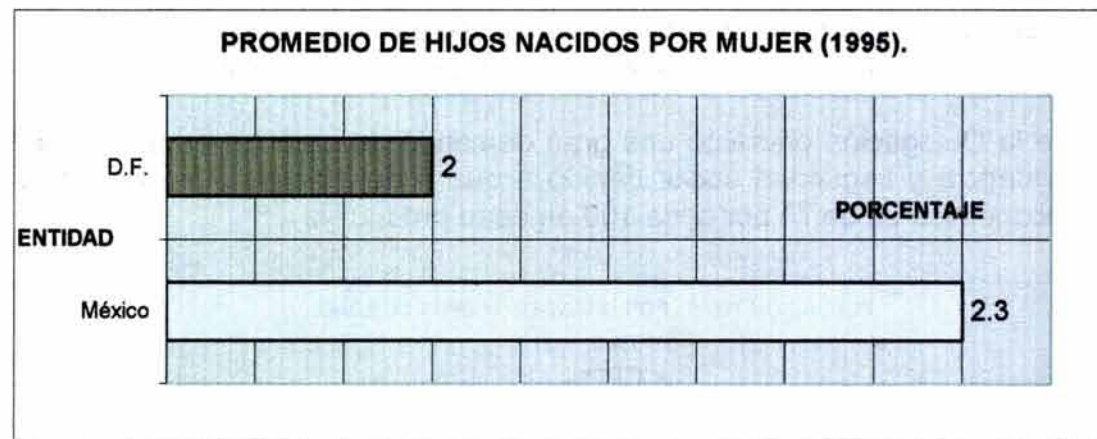 PROMEDIO DE HIJOS NACIDOS POR MUJER (1995).
D.F.
2
PORCENTAJE
ENTIDAD
México
2.3